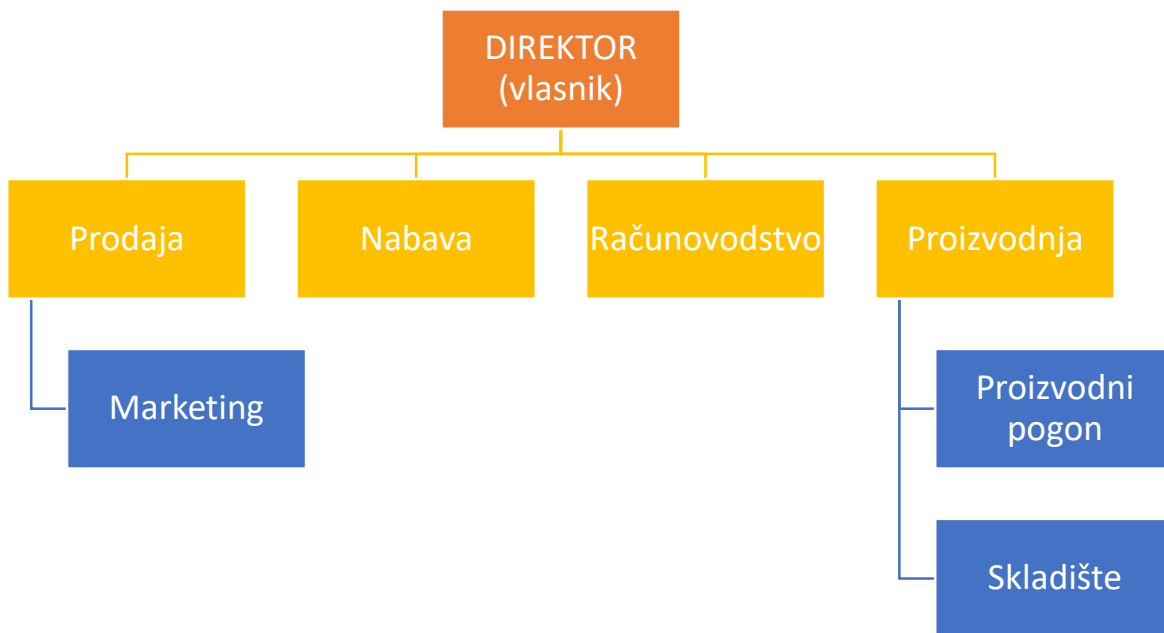 DIREKTOR
(vlasnik)
Prodaja
Nabava
Računovodstvo
Proizvodnja
Marketing
Proizvodni
pogon
Skladište